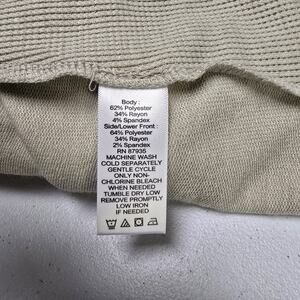 Body :
62% Polyester
34% Rayon
4% Spandex
Side/Lower Front :
64% Polyester
34% Rayon
2% Spandex
RN 87935
MACHINE WASH
COLD SEPARATELY
GENTLE CYCLE
ONLY NON-
CHLORINE BLEACH
WHEN NEEDED
TUMBLE DRY LOW
REMOVE PROMPTLY
LOW IRON
IF NEEDED